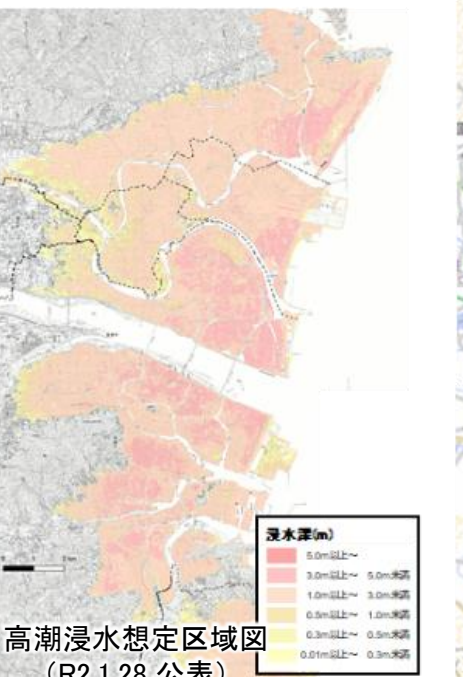 浸水深(m)
5.0m以上～
3.0m以上～ 5.0m未満
1.0m以上～ 3.0m未満
0.5m以上～ 1.0m未満
0.3m以上～ 0.5m未満
0.01m以上～ 0.3m未満
高潮浸水想定区域図
(R2.1.28 公表)